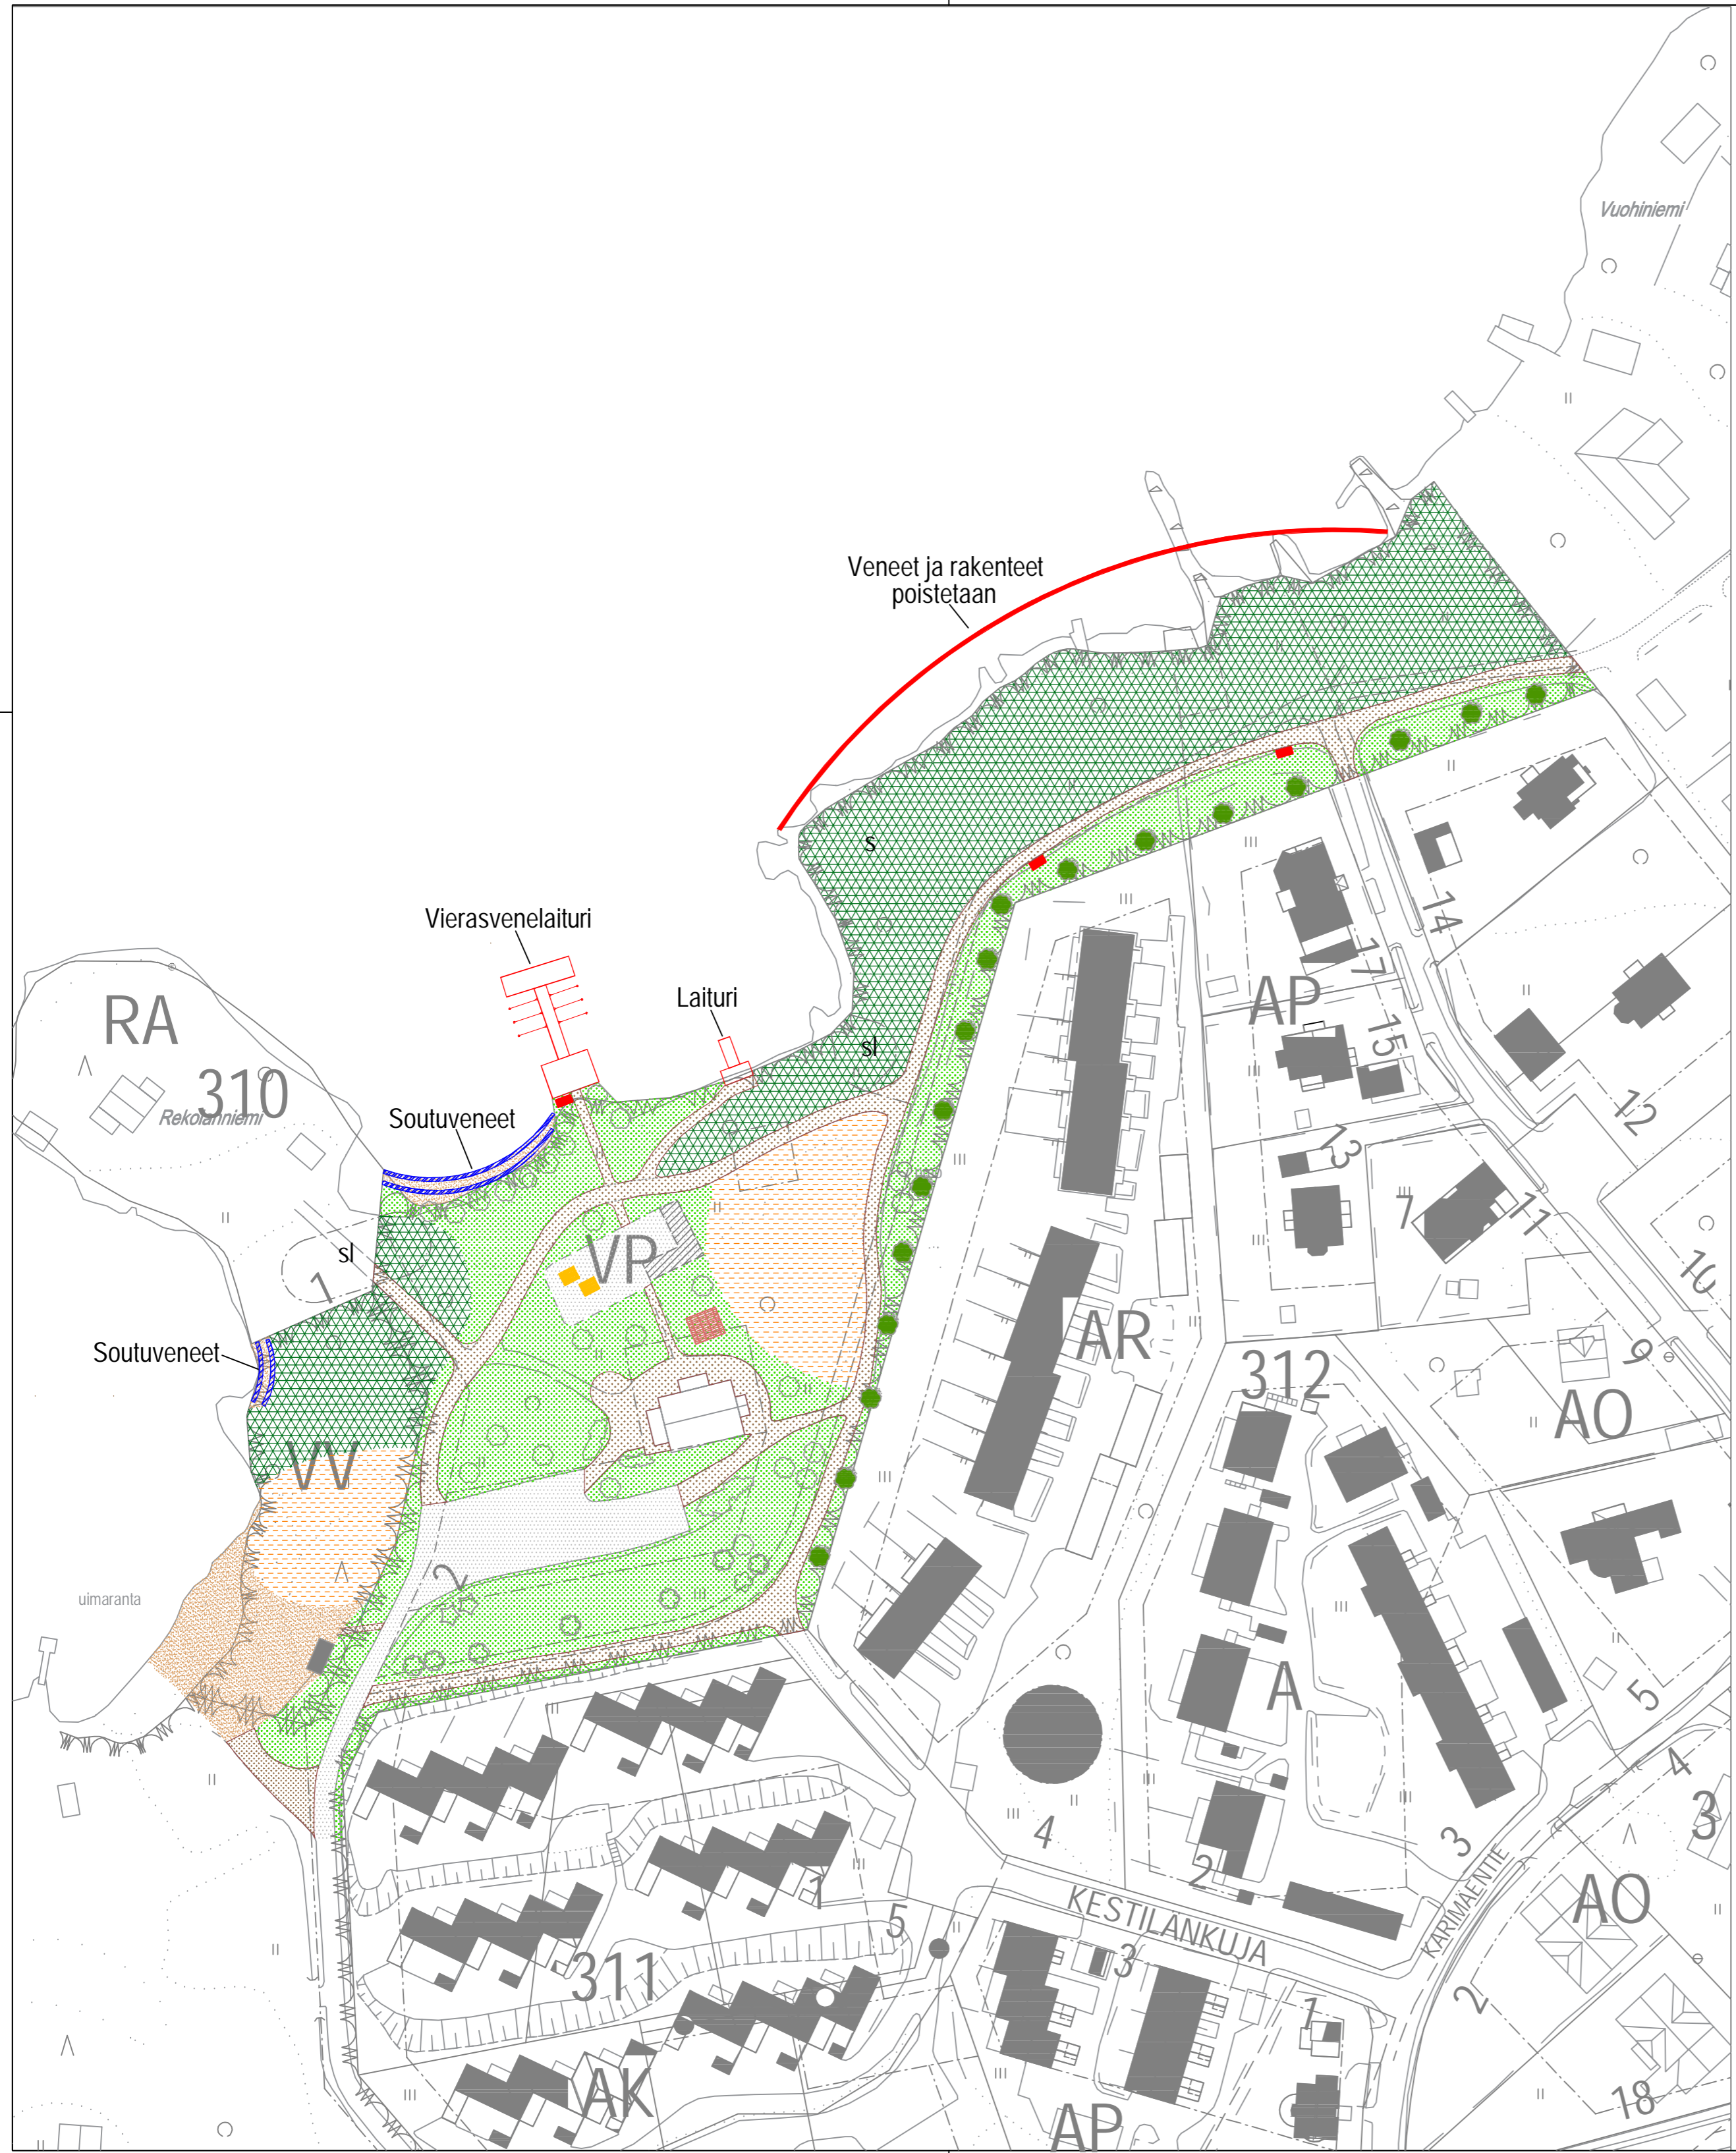 Vuohiniemi
Veneet ja rakenteet
poistetaan
s
Vierasvenelaituri
Laituri
sl
RA
310
Rekolanniemi
Soutuveneet
sl
1
VP
Soutuveneet
VV
uimaranta
2
14
17
AP
15
12
13
7
11
10
AR
312
9
AO
A
5
4
3
4
3
2
KESTILANKUJA
KARIMAENTIE
AO
1
5
311
3
1
2
AK
AP
18